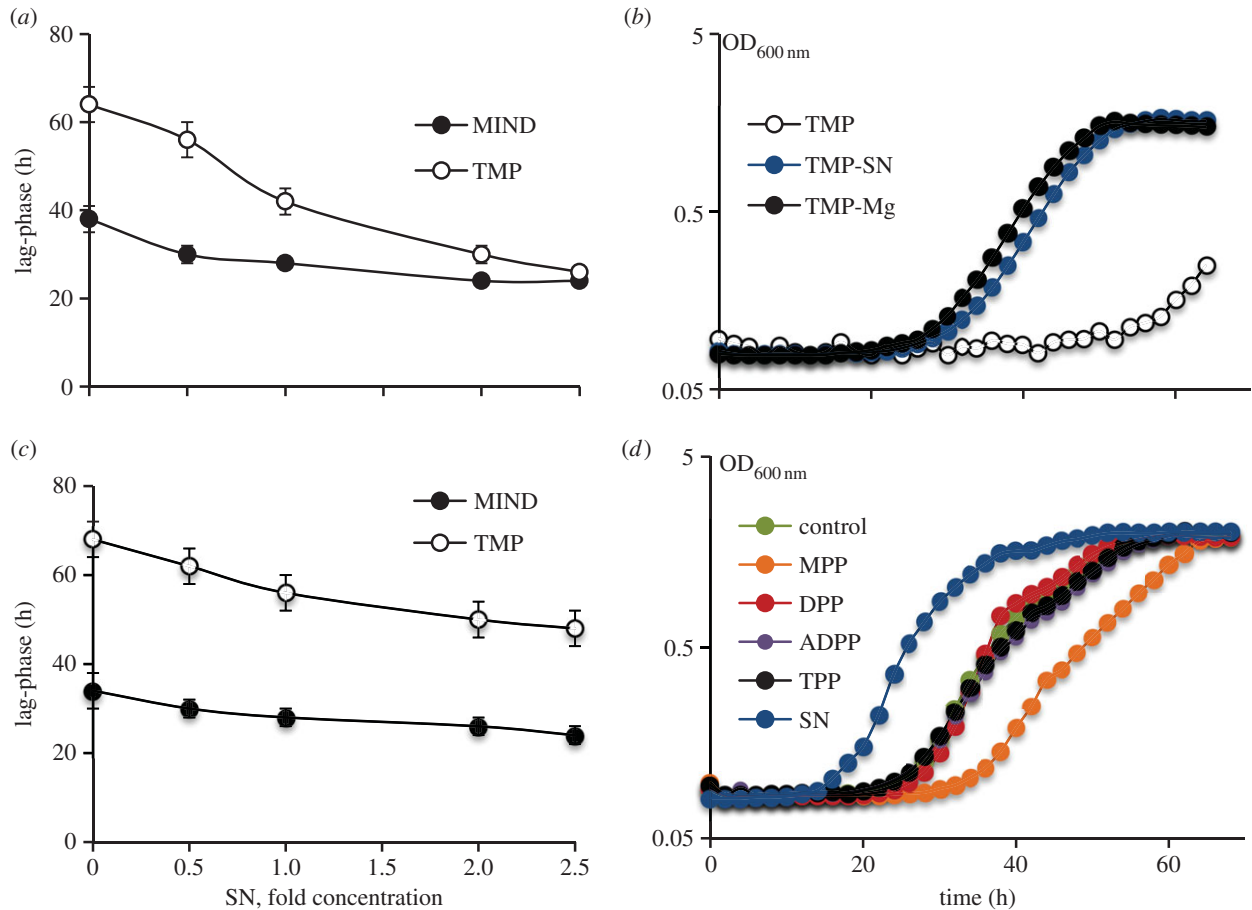 (a)
80
60
40
20
0
lag-phase (h)
MIND
TMP
(b)
5
0.5
0.05
OD600 nm
TMP
TMP-SN
TMP-Mg
(c)
80
60
40
20
0
lag-phase (h)
MIND
TMP
0 0.5 1.0 1.5 2.0 2.5
SN, fold concentration
(d)
5
0.5
0.05
OD600 nm
control
MPP
DPP
ADPP
TPP
SN
0 20 40 60
time (h)